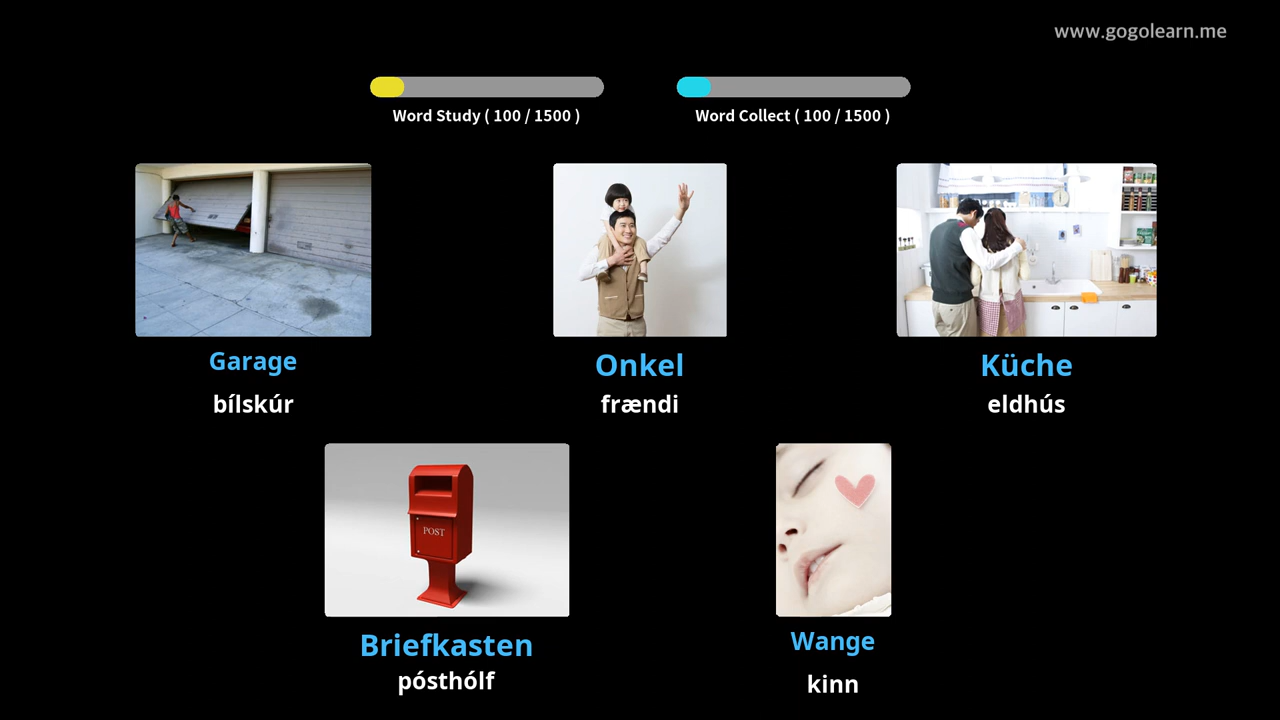 www.gogolearn.me
Word Study ( 100 / 1500 )
Word Collect ( 100 / 1500 )
Garage
bílskúr
Onkel
frændi
Küche
eldhús
POST
Briefkasten
pósthólf
Wange
kinn